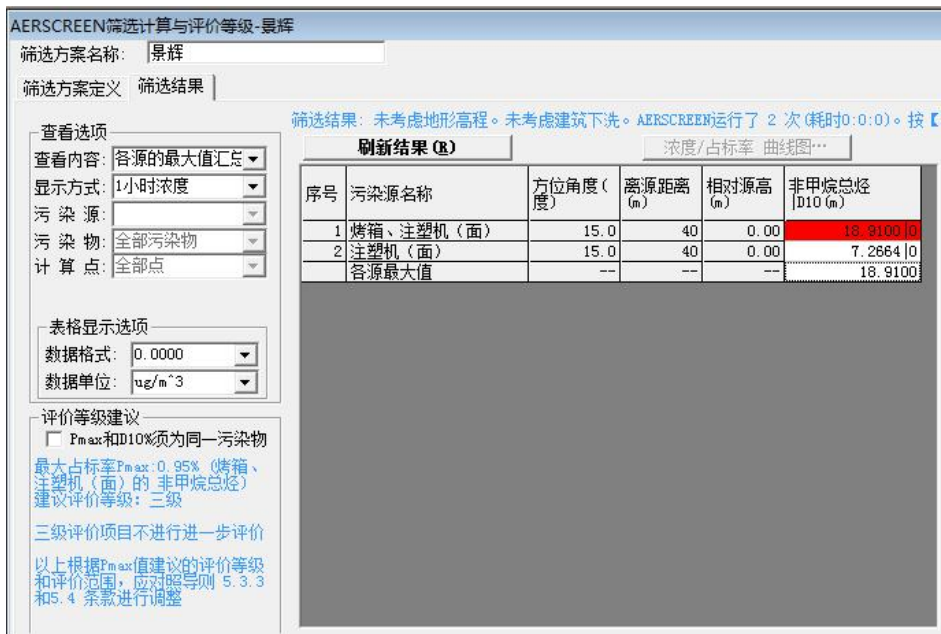 AERSCREEN筛选计算与评价等级-景辉
筛选方案名称: 景辉
筛选方案定义 筛选结果
筛选结果: 未考虑地形高程。未考虑建筑下洗。AERSCREEN运行了 2 次(耗时0:0:0)。按【
查看选项
刷新结果(R) 浓度/占标率 曲线图…
查看内容: 各源的最大值汇总
显示方式: 1小时浓度
污 染 源:
污 染 物: 全部污染物
计 算 点: 全部点
序号 污染源名称 方位角度(度) 离源距离(m) 相对源高(m) 非甲烷总烃|D10(m)
1 烤箱、注塑机(面) 15.0 40 0.00 18.9100|0
2 注塑机(面) 15.0 40 0.00 7.2664|0
各源最大值 -- -- -- 18.9100
表格显示选项
数据格式: 0.0000
数据单位: ug/m^3
评价等级建议
Pmax和D10%须为同一污染物
最大占标率Pmax:0.95% (烤箱、
注塑机(面)的 非甲烷总烃)
建议评价等级: 三级
三级评价项目不进行进一步评价
以上根据Pmax值建议的评价等级
和评价范围,应对照导则 5.3.3
和5.4 条款进行调整